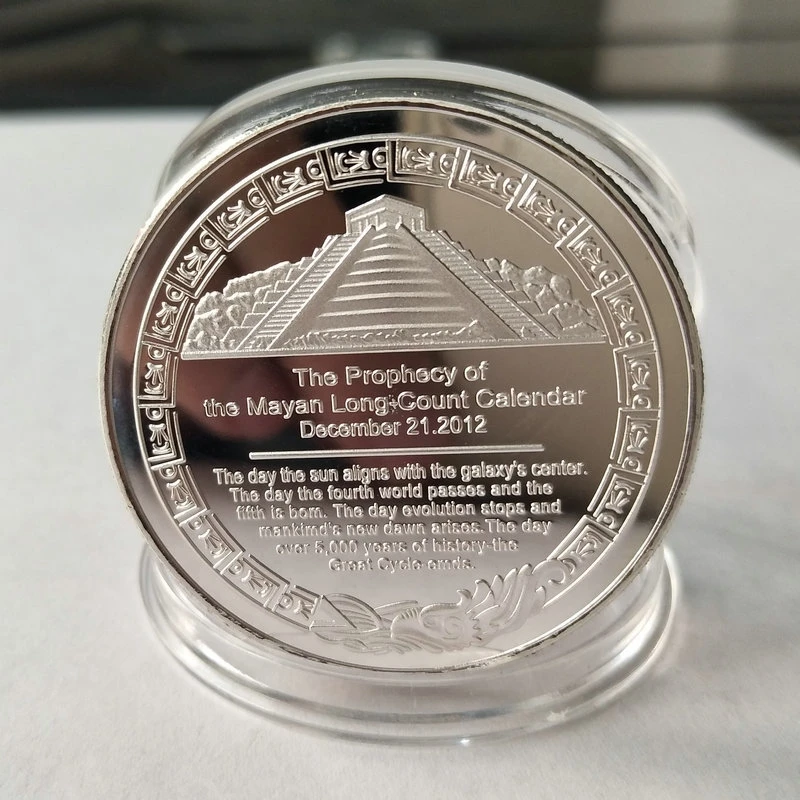 The Prophecy of
the Mayan Long-Count Calendar
December 21.2012
The day the sun aligns with the galaxy's center.
The day the fourth world passes and the
fifth is bom. The day evolution stops and
mankimd's new dawn arises.The day
over 5,000 years of history-the
Great Cycle emds.